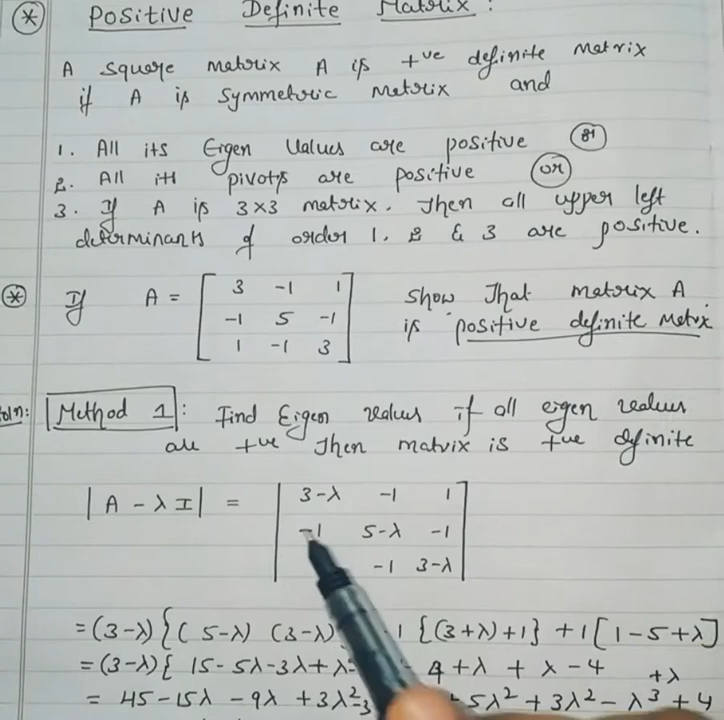 * Positive Definite Matrix :
A square matrix A is +ve definite matrix
if A is symmetric matrix and
1. All its Eigen values are positive or
2. All its pivots are positive or
3. If A is 3×3 matrix. Then all upper left
determinants of order 1, 2 & 3 are positive.
* If A = [ 3 -1 1 show That matrix A
-1 5 -1 is positive definite Metrix
1 -1 3 ]
Soln: Method 1 : Find Eigen values if all eigen values
are +ve Then matrix is +ve definite
|A - λI| = | 3-λ -1 1
-1 5-λ -1
-1 3-λ |
= (3-λ) { (5-λ) (3-λ) 1 { (3+λ)+1} + 1 [1-5+λ]
= (3-λ) { 15 - 5λ - 3λ + λ - 4 + λ + λ - 4
+λ
= 45 - 15λ - 9λ + 3λ² - 3 5λ² + 3λ² - λ³ + 4